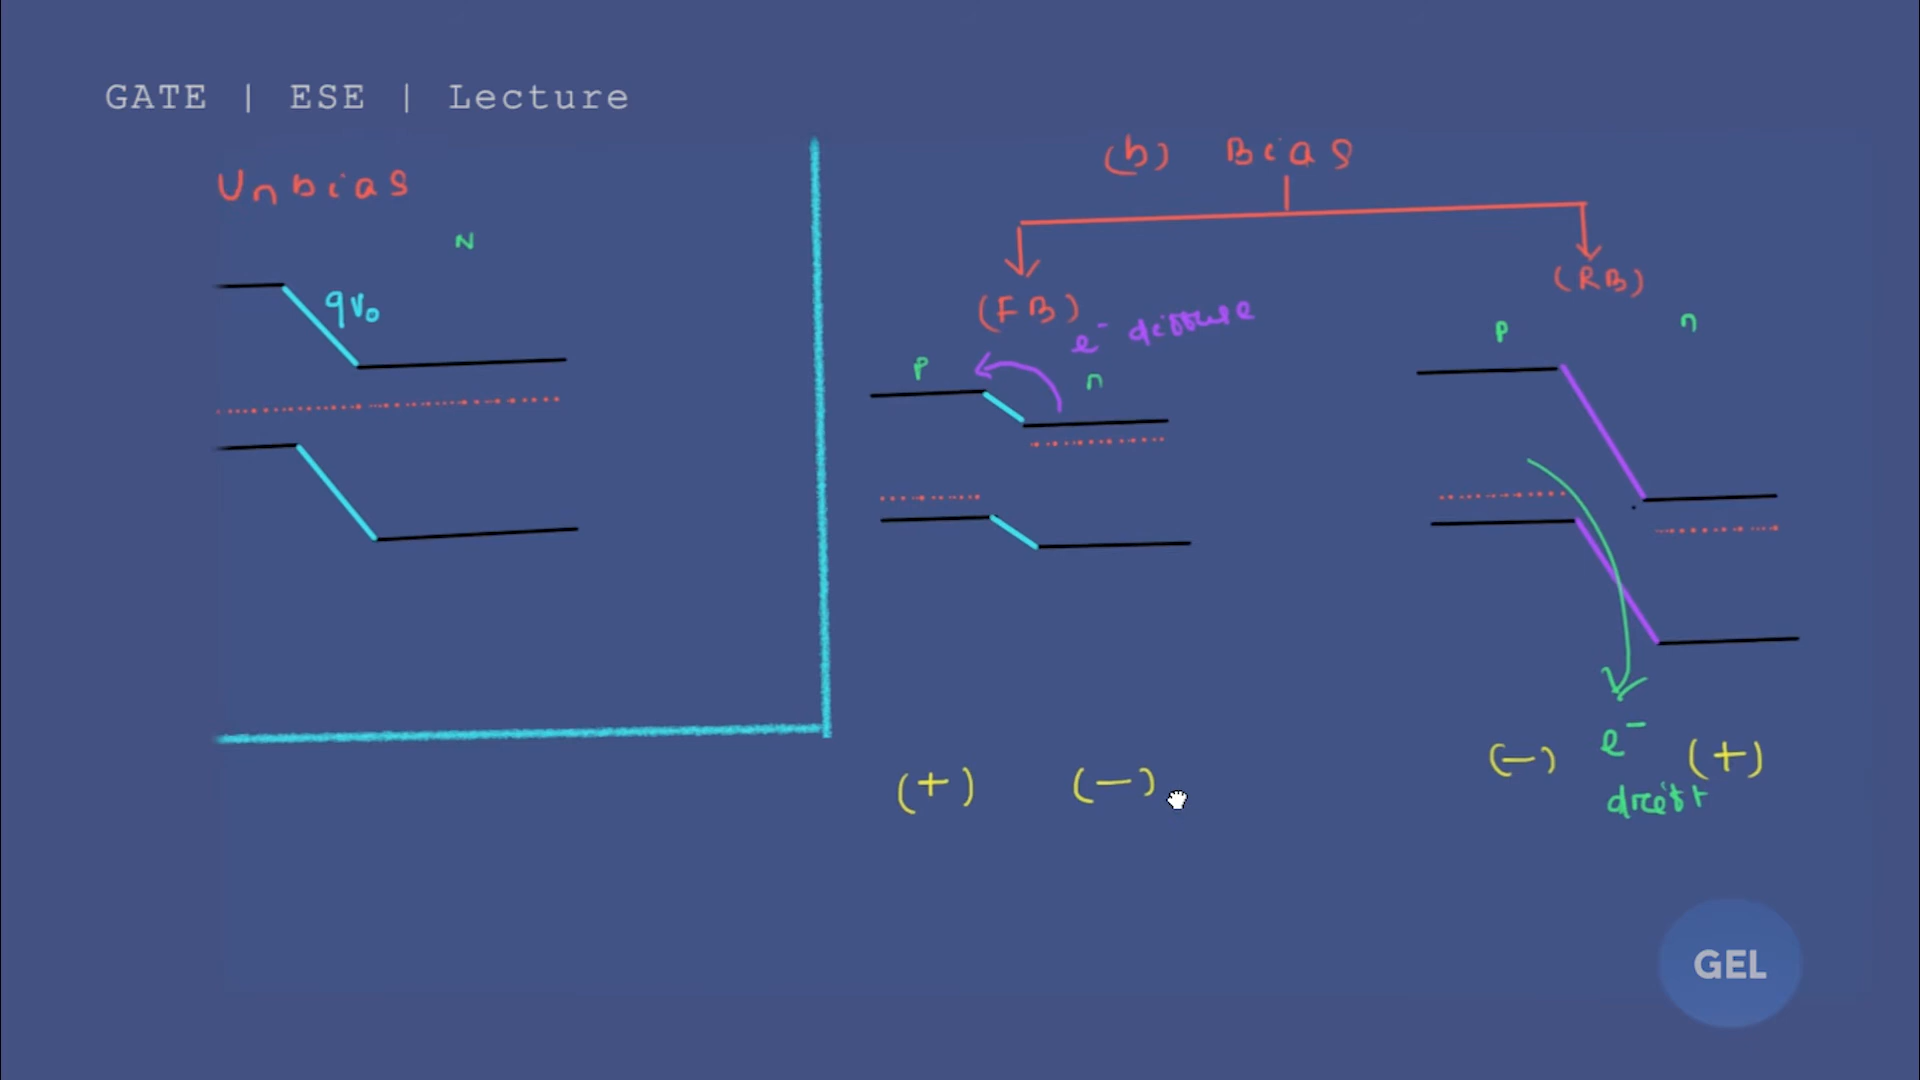 GATE | ESE | Lecture
Unbias
N
qV₀
(b) Bias
(FB)
e⁻ diffuse
P
n
(RB)
P
n
(+) (-)
(-) e⁻ (+)
drift
GEL